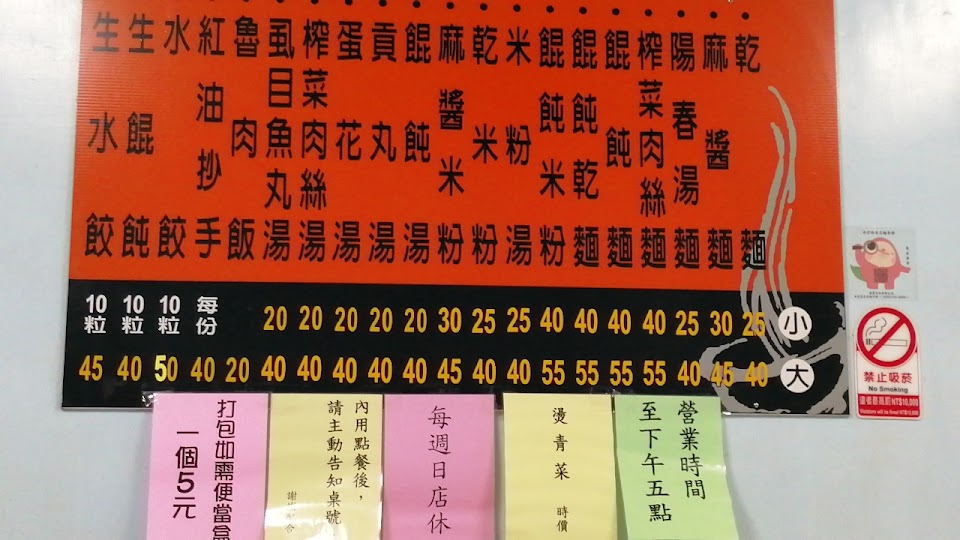 小
大
乾麵 25 40
麻醬麵 30 45
陽春湯麵 25 40
榨菜肉絲麵 40 55
餛飩麵 40 55
餛飩乾麵 40 55
餛飩米粉 40 55
米粉湯 25 40
乾米粉 25 40
麻醬米粉 30 45
餛飩湯 20 40
貢丸湯 20 40
蛋花湯 20 40
榨菜肉絲湯 20 40
虱目魚丸湯 20 40
魯肉飯 20
紅油抄手 每份 40
水餃 10粒 50
生餛飩 10粒 40
生水餃 10粒 45
營業時間
至下午五點
燙青菜 時價
每週日店休
內用點餐後，
請主動告知桌號
打包如需便當盒
一個5元
禁止吸菸
No Smoking